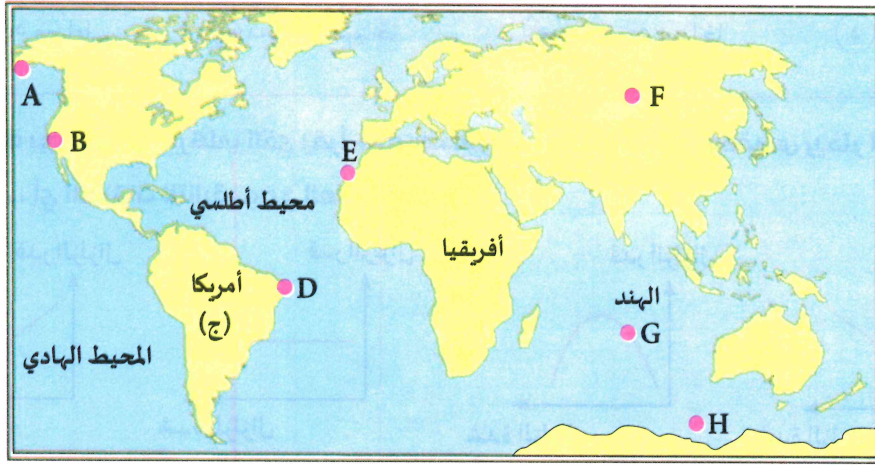 A
B
F
E
محيط أطلسي
أفريقيا
أمريكا
(ج)
D
الهند
G
المحيط الهادي
H